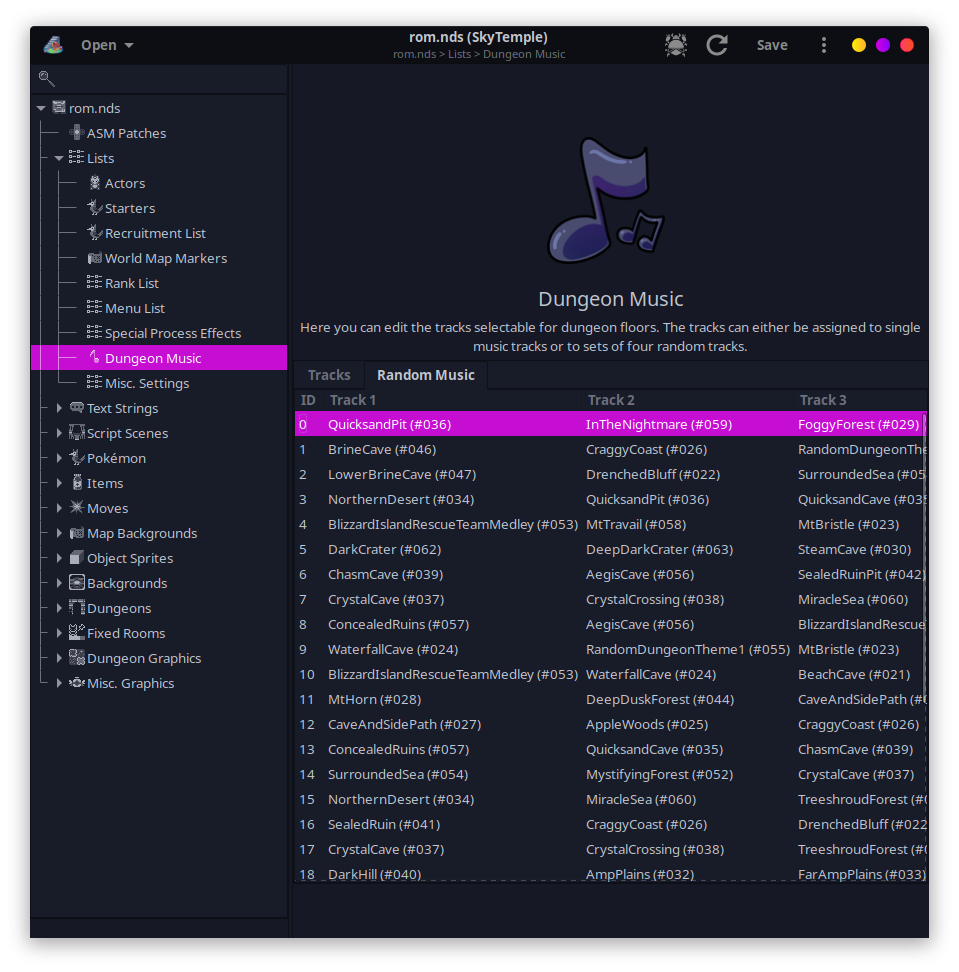 Open
rom.nds (SkyTemple)
rom.nds > Lists > Dungeon Music
Save
rom.nds
ASM Patches
Lists
Actors
Starters
Recruitment List
World Map Markers
Rank List
Menu List
Special Process Effects
Dungeon Music
Misc. Settings
Text Strings
Script Scenes
Pokémon
Items
Moves
Map Backgrounds
Object Sprites
Backgrounds
Dungeons
Fixed Rooms
Dungeon Graphics
Misc. Graphics
Dungeon Music
Here you can edit the tracks selectable for dungeon floors. The tracks can either be assigned to single
music tracks or to sets of four random tracks.
Tracks Random Music
ID Track 1 Track 2 Track 3
0 QuicksandPit (#036) InTheNightmare (#059) FoggyForest (#029)
1 BrineCave (#046) CraggyCoast (#026) RandomDungeonThe
2 LowerBrineCave (#047) DrenchedBluff (#022) SurroundedSea (#05
3 NorthernDesert (#034) QuicksandPit (#036) QuicksandCave (#035
4 BlizzardIslandRescueTeamMedley (#053) MtTravail (#058) MtBristle (#023)
5 DarkCrater (#062) DeepDarkCrater (#063) SteamCave (#030)
6 ChasmCave (#039) AegisCave (#056) SealedRuinPit (#042)
7 CrystalCave (#037) CrystalCrossing (#038) MiracleSea (#060)
8 ConcealedRuins (#057) AegisCave (#056) BlizzardIslandRescue
9 WaterfallCave (#024) RandomDungeonTheme1 (#055) MtBristle (#023)
10 BlizzardIslandRescueTeamMedley (#053) WaterfallCave (#024) BeachCave (#021)
11 MtHorn (#028) DeepDuskForest (#044) CaveAndSidePath (#0
12 CaveAndSidePath (#027) AppleWoods (#025) CraggyCoast (#026)
13 ConcealedRuins (#057) QuicksandCave (#035) ChasmCave (#039)
14 SurroundedSea (#054) MystifyingForest (#052) CrystalCave (#037)
15 NorthernDesert (#034) MiracleSea (#060) TreeshroudForest (#0
16 SealedRuin (#041) CraggyCoast (#026) DrenchedBluff (#022
17 CrystalCave (#037) CrystalCrossing (#038) TreeshroudForest (#0
18 DarkHill (#040) AmpPlains (#032) FarAmpPlains (#033)